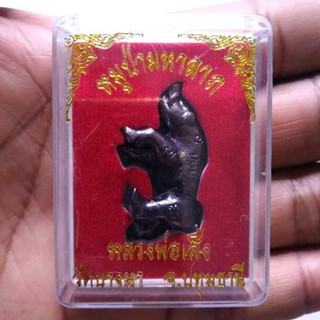 หมูป่ามหาลาภ
หลวงพ่อเส็ง
วัดบางนา จ.ปทุมธานี